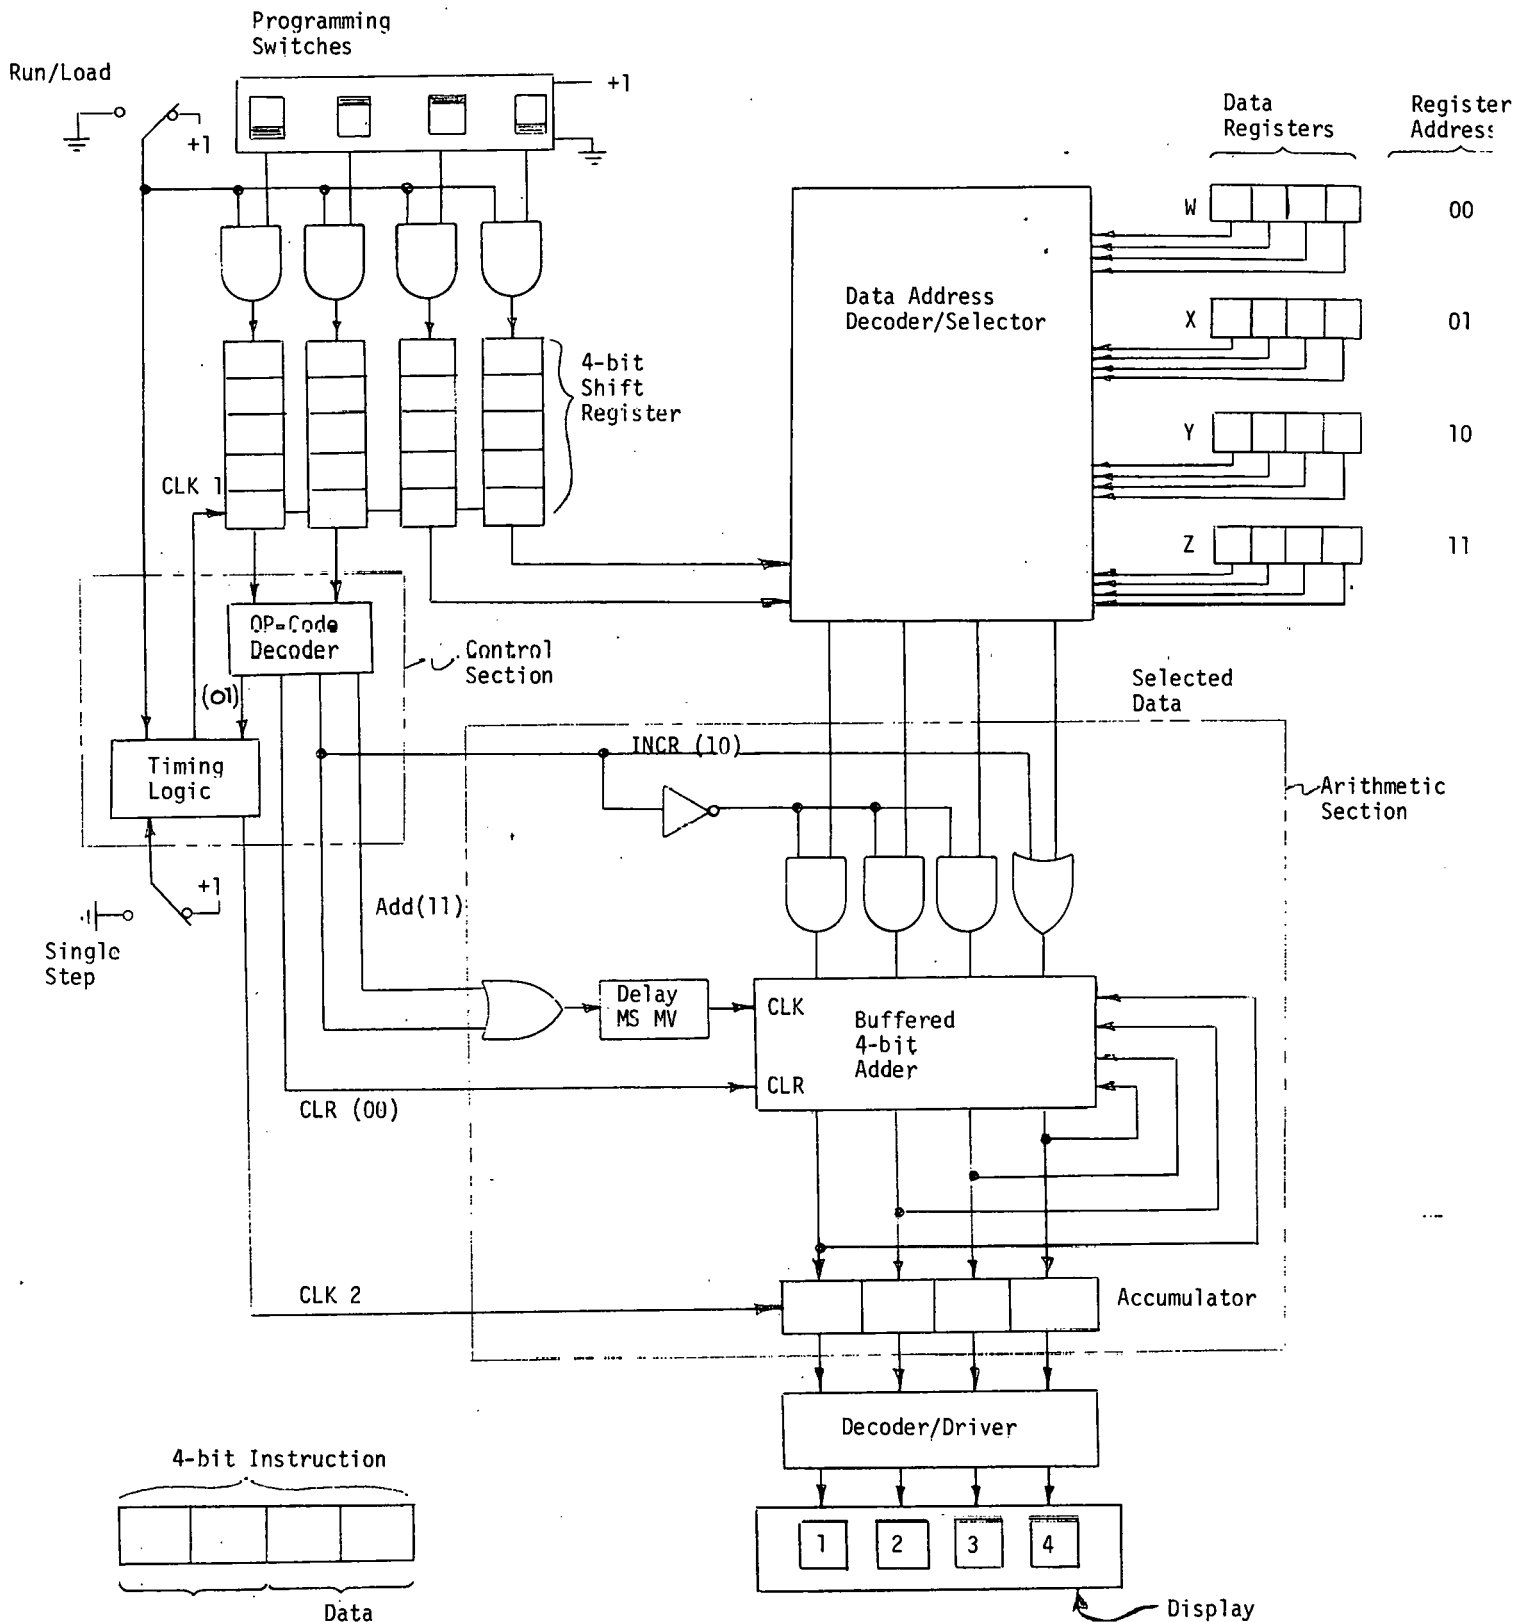 Programming
Switches
Run/Load
+1
+1
Data
Registers
Register
Address
W
00
Data Address
Decoder/Selector
X
01
4-bit
Shift
Register
Y
10
CLK 1
Z
11
OP-Code
Decoder
Control
Section
(01)
Selected
Data
INCR (10)
Timing
Logic
Arithmetic
Section
+1
Add(11)
Single
Step
Delay
MS MV
CLK
Buffered
4-bit
Adder
CLR
CLR (00)
CLK 2
Accumulator
Decoder/Driver
4-bit Instruction
1
2
3
4
Data
Display